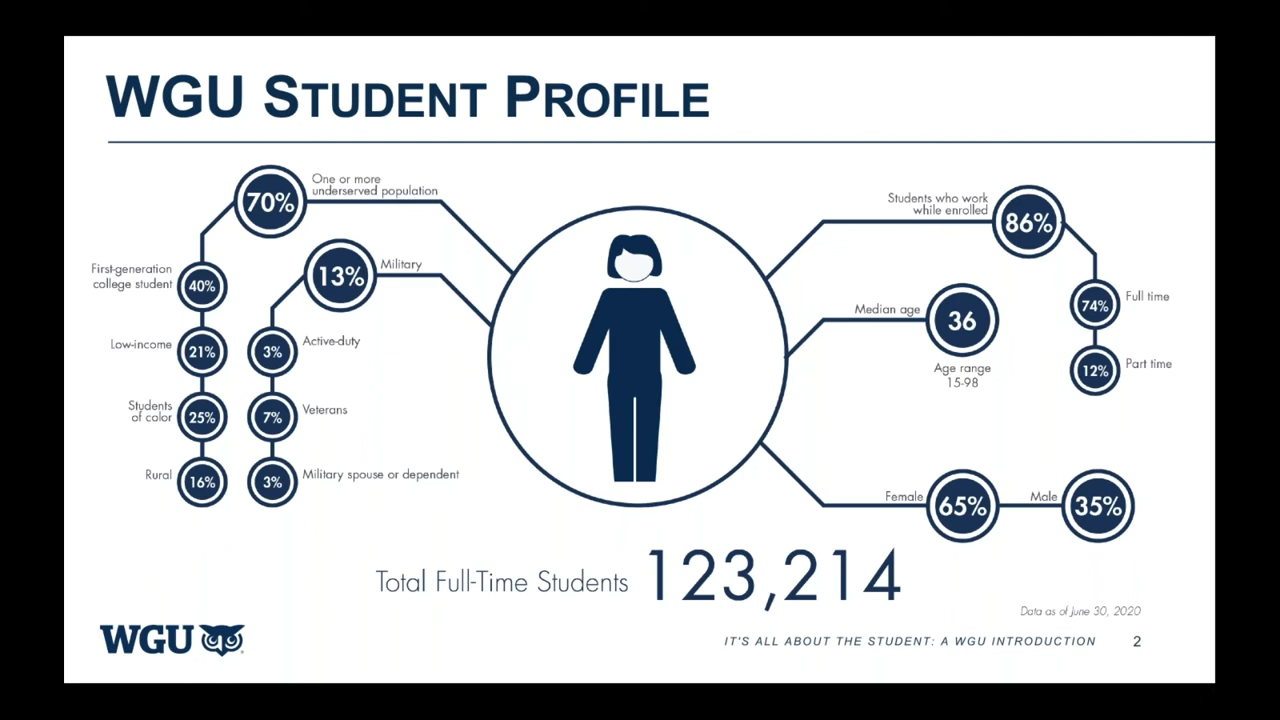 WGU STUDENT PROFILE
70%
One or more
underserved population
First-generation
college student
40%
Low-income
21%
Students
of color
25%
Rural
16%
13%
Military
3%
Active-duty
7%
Veterans
3%
Military spouse or dependent
Students who work
while enrolled
86%
74%
Full time
12%
Part time
Median age
36
Age range
15-98
Female
65%
Male
35%
Total Full-Time Students 123,214
Data as of June 30, 2020
WGU
IT'S ALL ABOUT THE STUDENT: A WGU INTRODUCTION 2